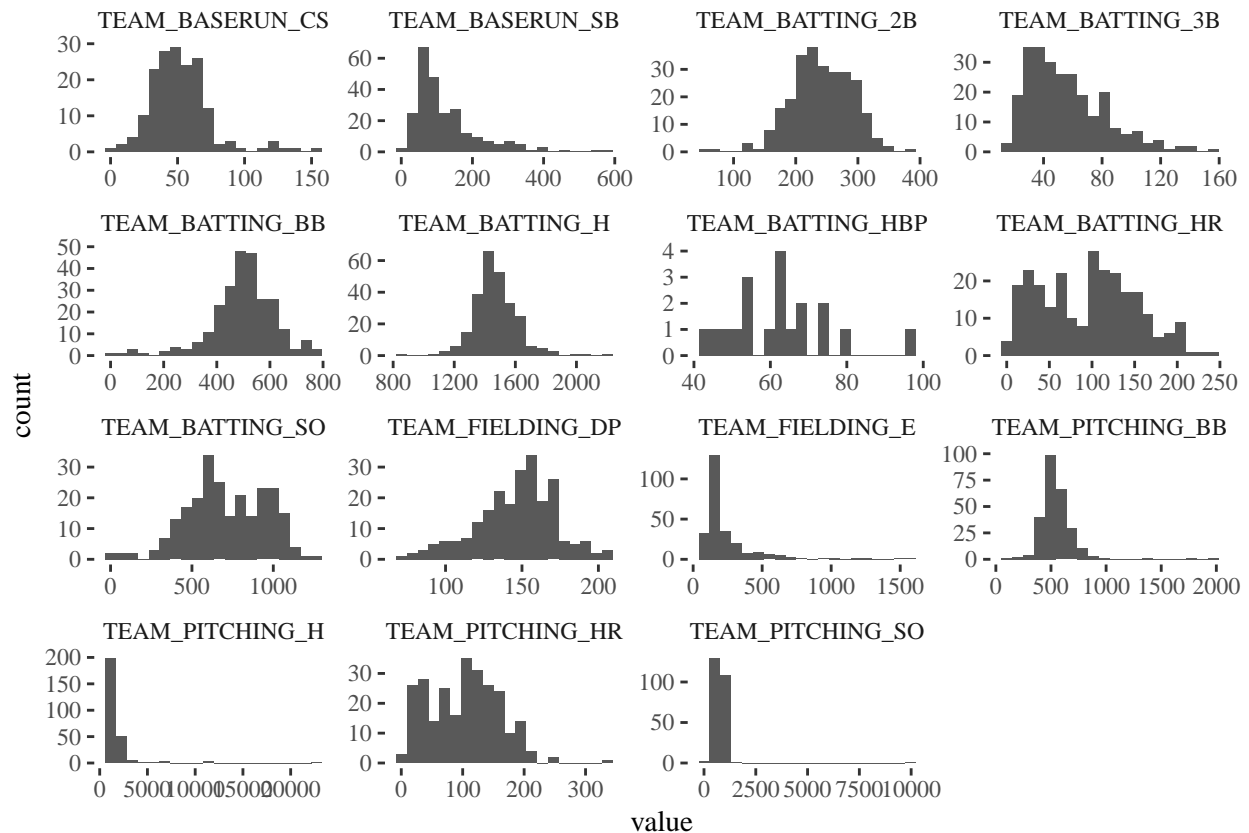 TEAM_BASERUN_CS TEAM_BASERUN_SB TEAM_BATTING_2B TEAM_BATTING_3B
30
20
10
0
0 50 100 150
60
40
20
0
0 200 400 600
30
20
10
0
100 200 300 400
30
20
10
0
40 80 120 160
TEAM_BATTING_BB TEAM_BATTING_H TEAM_BATTING_HBP TEAM_BATTING_HR
50
40
30
20
10
0
0 200 400 600 800
60
40
20
0
800 1200 1600 2000
4
3
2
1
0
40 60 80 100
20
10
0
0 50 100 150 200 250
count
TEAM_BATTING_SO TEAM_FIELDING_DP TEAM_FIELDING_E TEAM_PITCHING_BB
30
20
10
0
0 500 1000
30
20
10
0
100 150 200
100
50
0
0 500 1000 1500
100
75
50
25
0
0 500 1000 1500 2000
TEAM_PITCHING_H TEAM_PITCHING_HR TEAM_PITCHING_SO
200
150
100
50
0
0 5000 10000 15000 20000
30
20
10
0
0 100 200 300
100
50
0
0 2500 5000 7500 10000
value